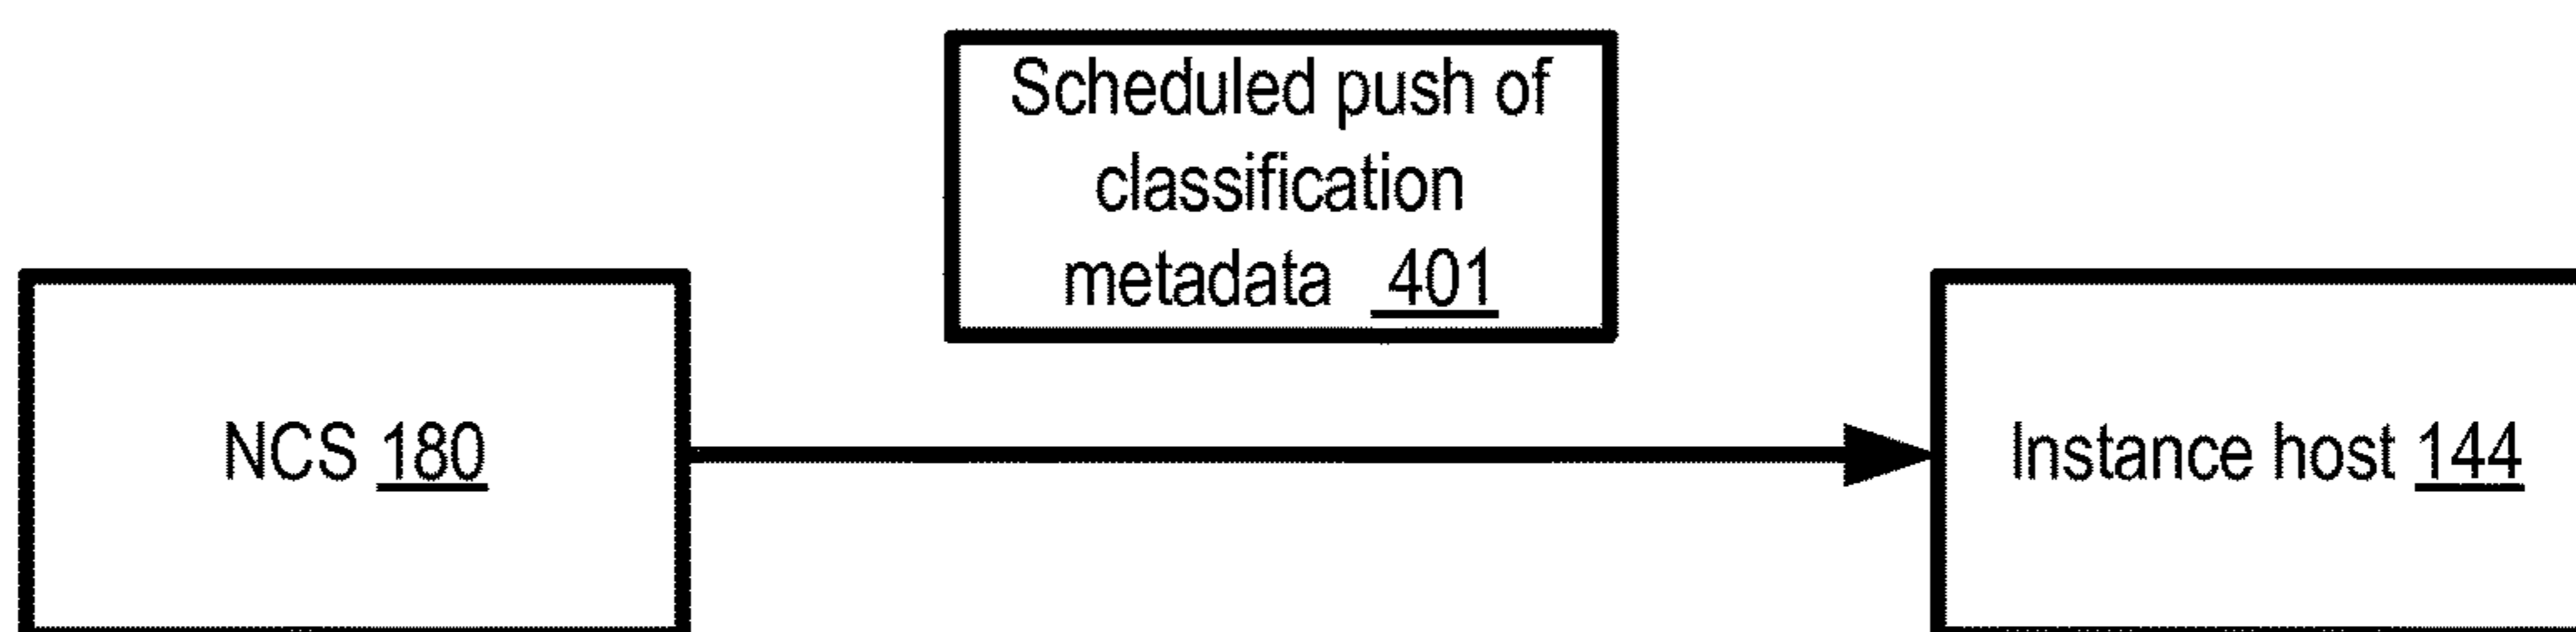 Scheduled push of
classification
metadata 401
NCS 180
Instance host 144